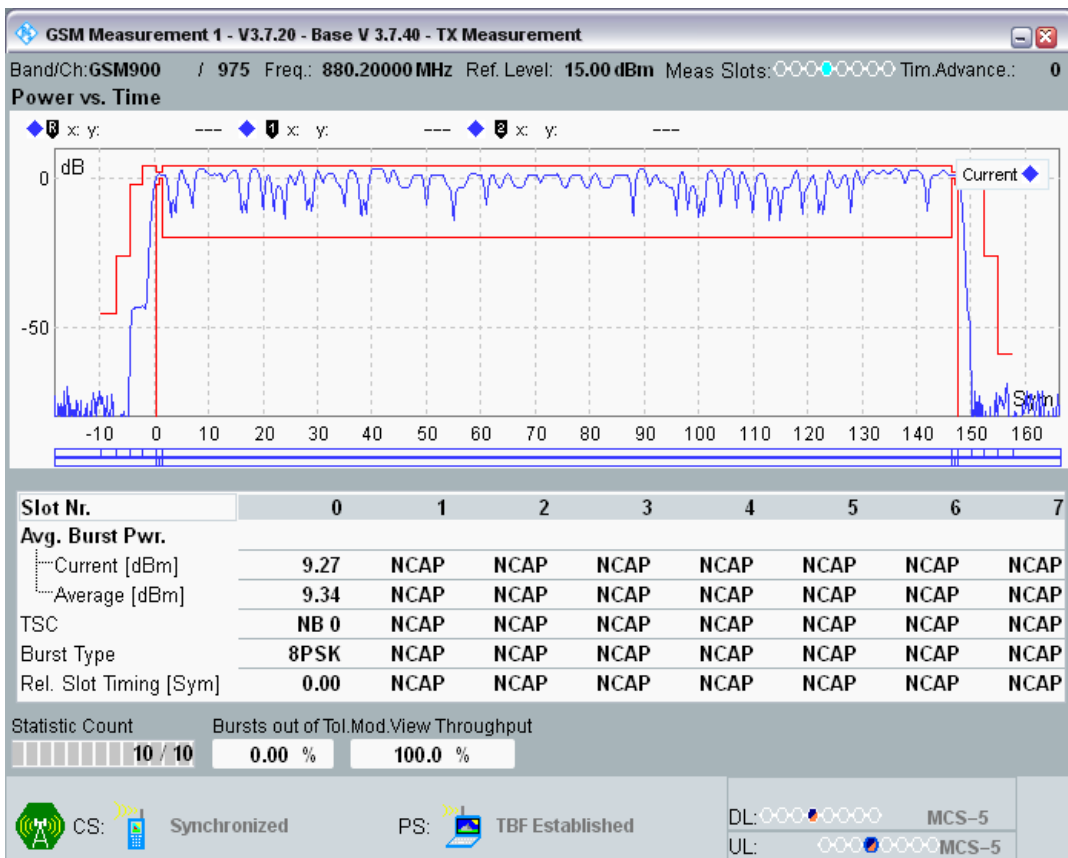 GSM Measurement 1 - V3.7.20 - Base V 3.7.40 - TX Measurement
Band/Ch:GSM900 / 975 Freq.: 880.20000 MHz Ref. Level: 15.00 dBm Meas Slots: Tim.Advance.: 0
Power vs. Time
R x: y: --- 1 x: y: --- 2 x: y: ---
dB
0
Current
-50
Sym
-10 0 10 20 30 40 50 60 70 80 90 100 110 120 130 140 150 160
Slot Nr. 0 1 2 3 4 5 6 7
Avg. Burst Pwr.
Current [dBm] 9.27 NCAP NCAP NCAP NCAP NCAP NCAP NCAP
Average [dBm] 9.34 NCAP NCAP NCAP NCAP NCAP NCAP NCAP
TSC NB 0 NCAP NCAP NCAP NCAP NCAP NCAP NCAP
Burst Type 8PSK NCAP NCAP NCAP NCAP NCAP NCAP NCAP
Rel. Slot Timing [Sym] 0.00 NCAP NCAP NCAP NCAP NCAP NCAP NCAP
Statistic Count Bursts out of Tol.Mod.View Throughput
10 / 10 0.00 % 100.0 %
CS: Synchronized PS: TBF Established
DL: MCS-5
UL: MCS-5